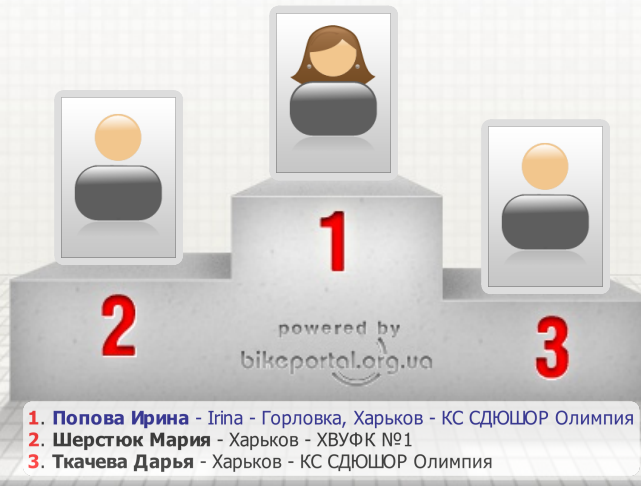 1
2
3
powered by
bikeportal.org.ua
1. Попова Ирина - Irina - Горловка, Харьков - КС СДЮШОР Олимпия
2. Шерстюк Мария - Харьков - ХВУФК №1
3. Ткачева Дарья - Харьков - КС СДЮШОР Олимпия